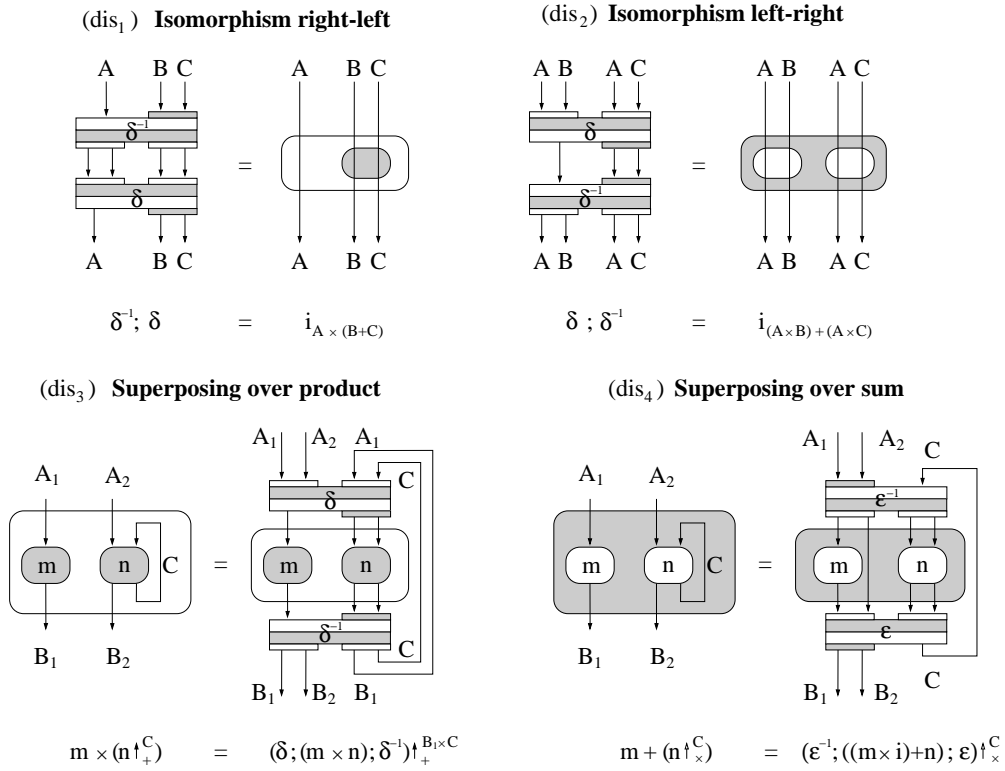 (dis₁) Isomorphism right-left
A B C A B C
δ⁻¹
=
δ
A B C A B C
δ⁻¹; δ = i_{A × (B+C)}
(dis₂) Isomorphism left-right
A B A C A B A C
δ
=
δ⁻¹
A B A C A B A C
δ ; δ⁻¹ = i_{(A×B) + (A×C)}
(dis₃) Superposing over product
A₁ A₂ A₁
A₁ A₂ C
δ
m n C = m n
δ⁻¹
B₁ B₂ C
B₁ B₂ B₁
m × (n↑₊^C) = (δ; (m × n); δ⁻¹)↑₊^{B₁×C}
(dis₄) Superposing over sum
A₁ A₂ C
A₁ A₂
ε⁻¹
m n C = m n
ε
B₁ B₂ C
B₁ B₂
m + (n↑ₓ^C) = (ε⁻¹; ((m × i)+n) ; ε)↑ₓ^C